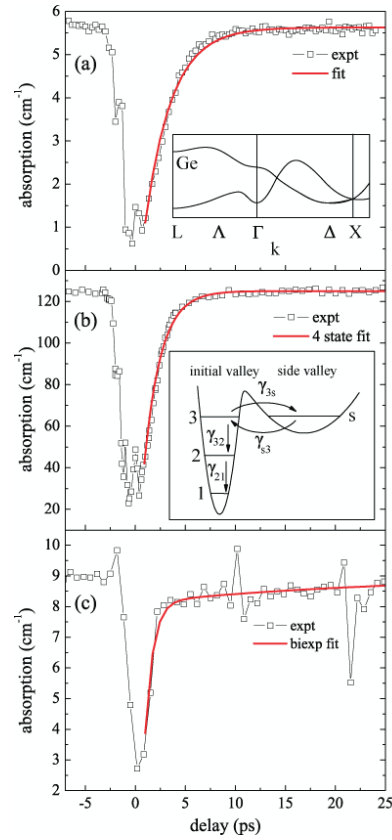 6
5
4
3
2
1
0
absorption (cm⁻¹)
(a)
expt
fit
Ge
L Λ Γ Δ X
k
120
100
80
60
40
20
absorption (cm⁻¹)
(b)
expt
4 state fit
initial valley side valley
γ3s
3 s
γ32 γs3
2
γ21
1
10
9
8
7
6
5
4
3
2
absorption (cm⁻¹)
(c)
expt
biexp fit
-5 0 5 10 15 20 25
delay (ps)